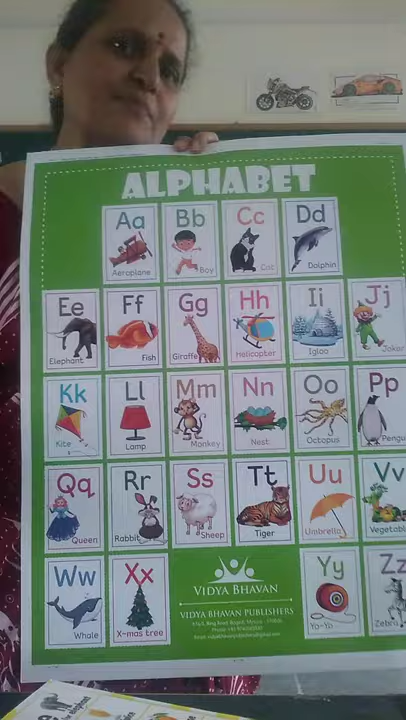 ALPHABET
Aa Bb Cc Dd
Aeroplane Boy Cat Dolphin
Ee Ff Gg Hh Ii Jj
Elephant Fish Giraffe Helicopter Igloo Joker
Kk Ll Mm Nn Oo Pp
Kite Lamp Monkey Nest Octopus Pengu
Qq Rr Ss Tt Uu Vv
Queen Rabbit Sheep Tiger Umbrella Vegetabl
Ww Xx Yy Zz
Whale X-mas tree Yo-Yo Zebra
VIDYA BHAVAN
VIDYA BHAVAN PUBLISHERS